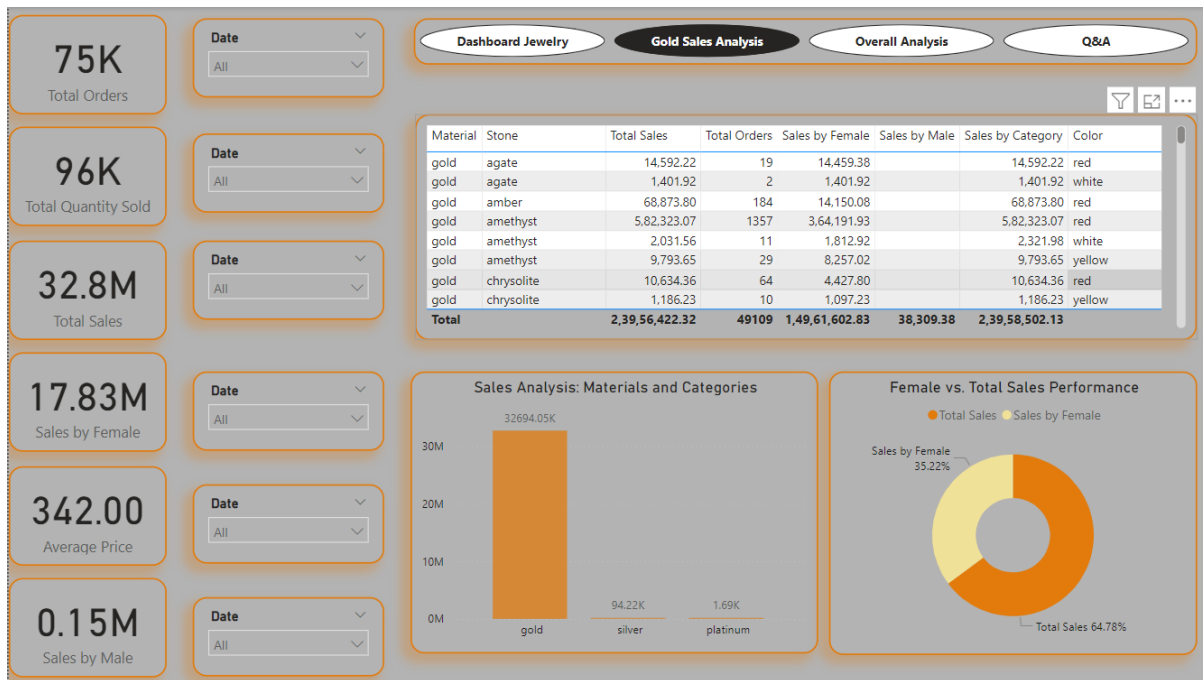 75K
Total Orders
96K
Total Quantity Sold
32.8M
Total Sales
17.83M
Sales by Female
342.00
Average Price
0.15M
Sales by Male
Date
All
Date
All
Date
All
Date
All
Date
All
Date
All
Dashboard Jewelry Gold Sales Analysis Overall Analysis Q&A
Material Stone Total Sales Total Orders Sales by Female Sales by Male Sales by Category Color
gold agate 14,592.22 19 14,459.38 14,592.22 red
gold agate 1,401.92 2 1,401.92 1,401.92 white
gold amber 68,873.80 184 14,150.08 68,873.80 red
gold amethyst 5,82,323.07 1357 3,64,191.93 5,82,323.07 red
gold amethyst 2,031.56 11 1,812.92 2,321.98 white
gold amethyst 9,793.65 29 8,257.02 9,793.65 yellow
gold chrysolite 10,634.36 64 4,427.80 10,634.36 red
gold chrysolite 1,186.23 10 1,097.23 1,186.23 yellow
Total 2,39,56,422.32 49109 1,49,61,602.83 38,309.38 2,39,58,502.13
Sales Analysis: Materials and Categories
32694.05K
30M
20M
10M
94.22K 1.69K
0M
gold silver platinum
Female vs. Total Sales Performance
Total Sales Sales by Female
Sales by Female
35.22%
Total Sales 64.78%